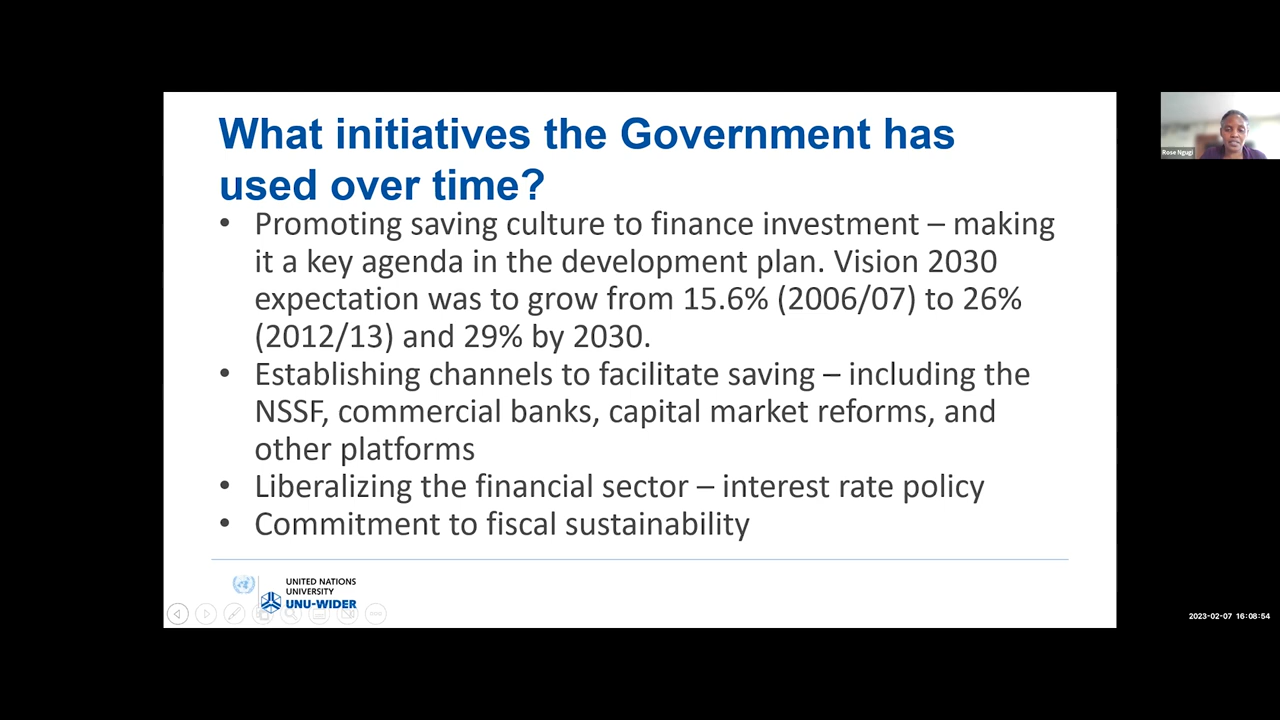 What initiatives the Government has
used over time?
• Promoting saving culture to finance investment – making
it a key agenda in the development plan. Vision 2030
expectation was to grow from 15.6% (2006/07) to 26%
(2012/13) and 29% by 2030.
• Establishing channels to facilitate saving – including the
NSSF, commercial banks, capital market reforms, and
other platforms
• Liberalizing the financial sector – interest rate policy
• Commitment to fiscal sustainability
UNITED NATIONS
UNIVERSITY
UNU-WIDER
Rose Ngugi
2023-02-07 16:08:54